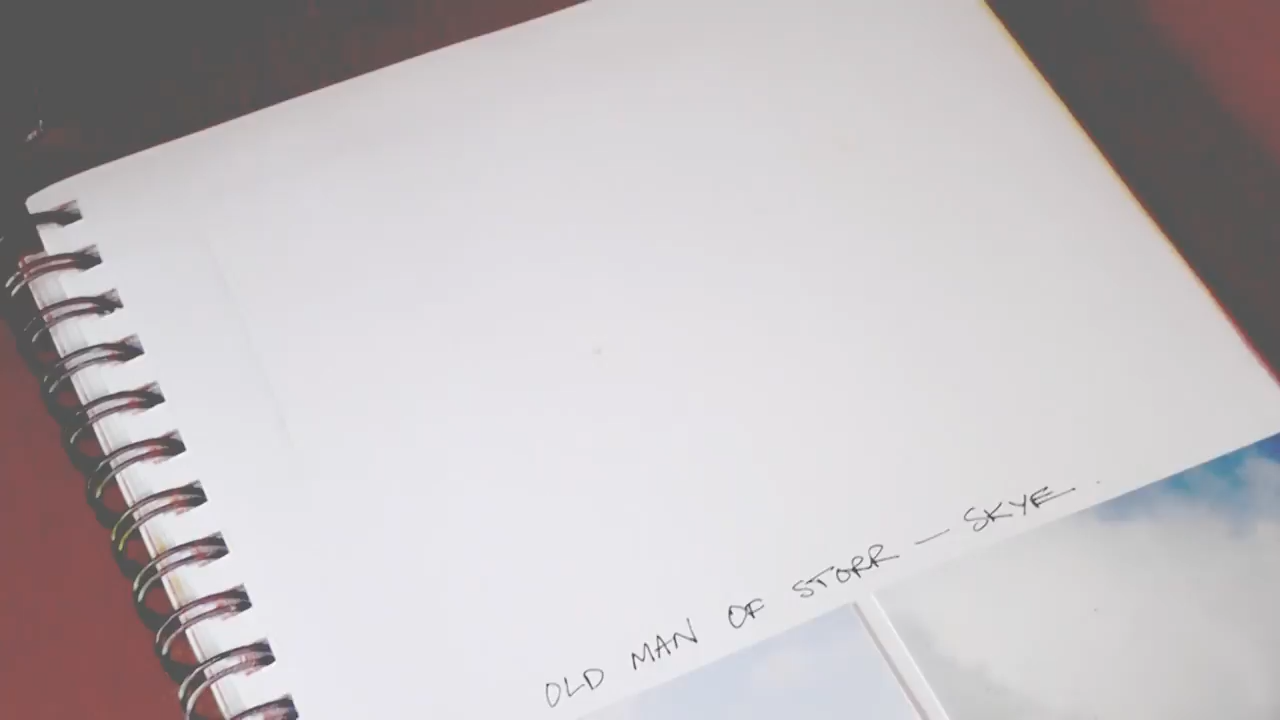 OLD MAN OF STORR — SKYE.